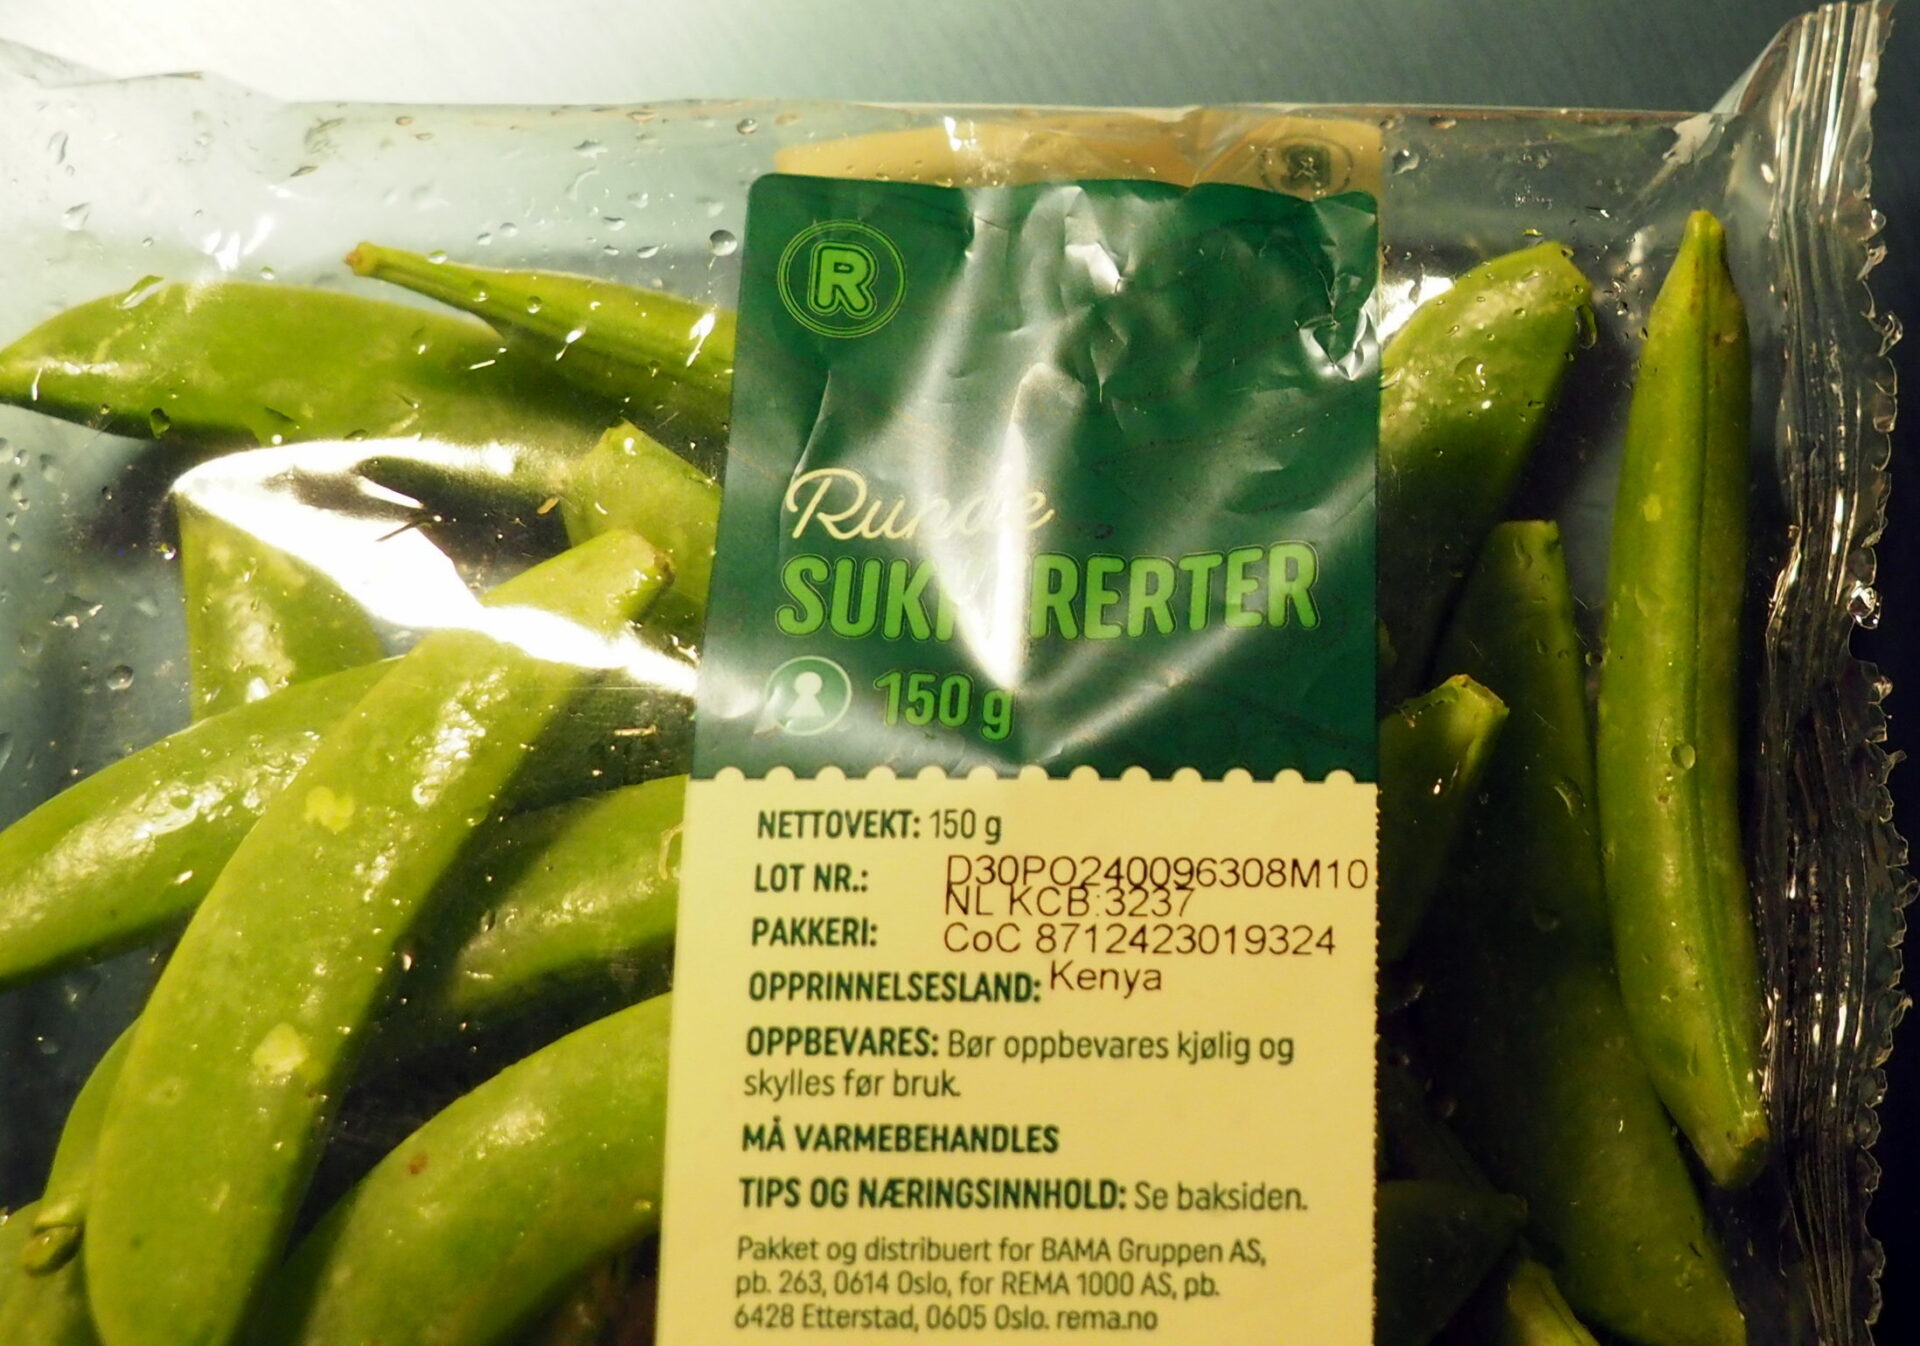 R
Runde
SUKKERERTER
150 g
NETTOVEKT: 150 g
LOT NR.: D30PO240096308M10
NL KCB:3237
PAKKERI: CoC 8712423019324
OPPRINNELSESLAND: Kenya
OPPBEVARES: Bør oppbevares kjølig og
skylles før bruk.
MÅ VARMEBEHANDLES
TIPS OG NÆRINGSINNHOLD: Se baksiden.
Pakket og distribuert for BAMA Gruppen AS,
pb. 263, 0614 Oslo, for REMA 1000 AS, pb.
6428 Etterstad, 0605 Oslo. rema.no